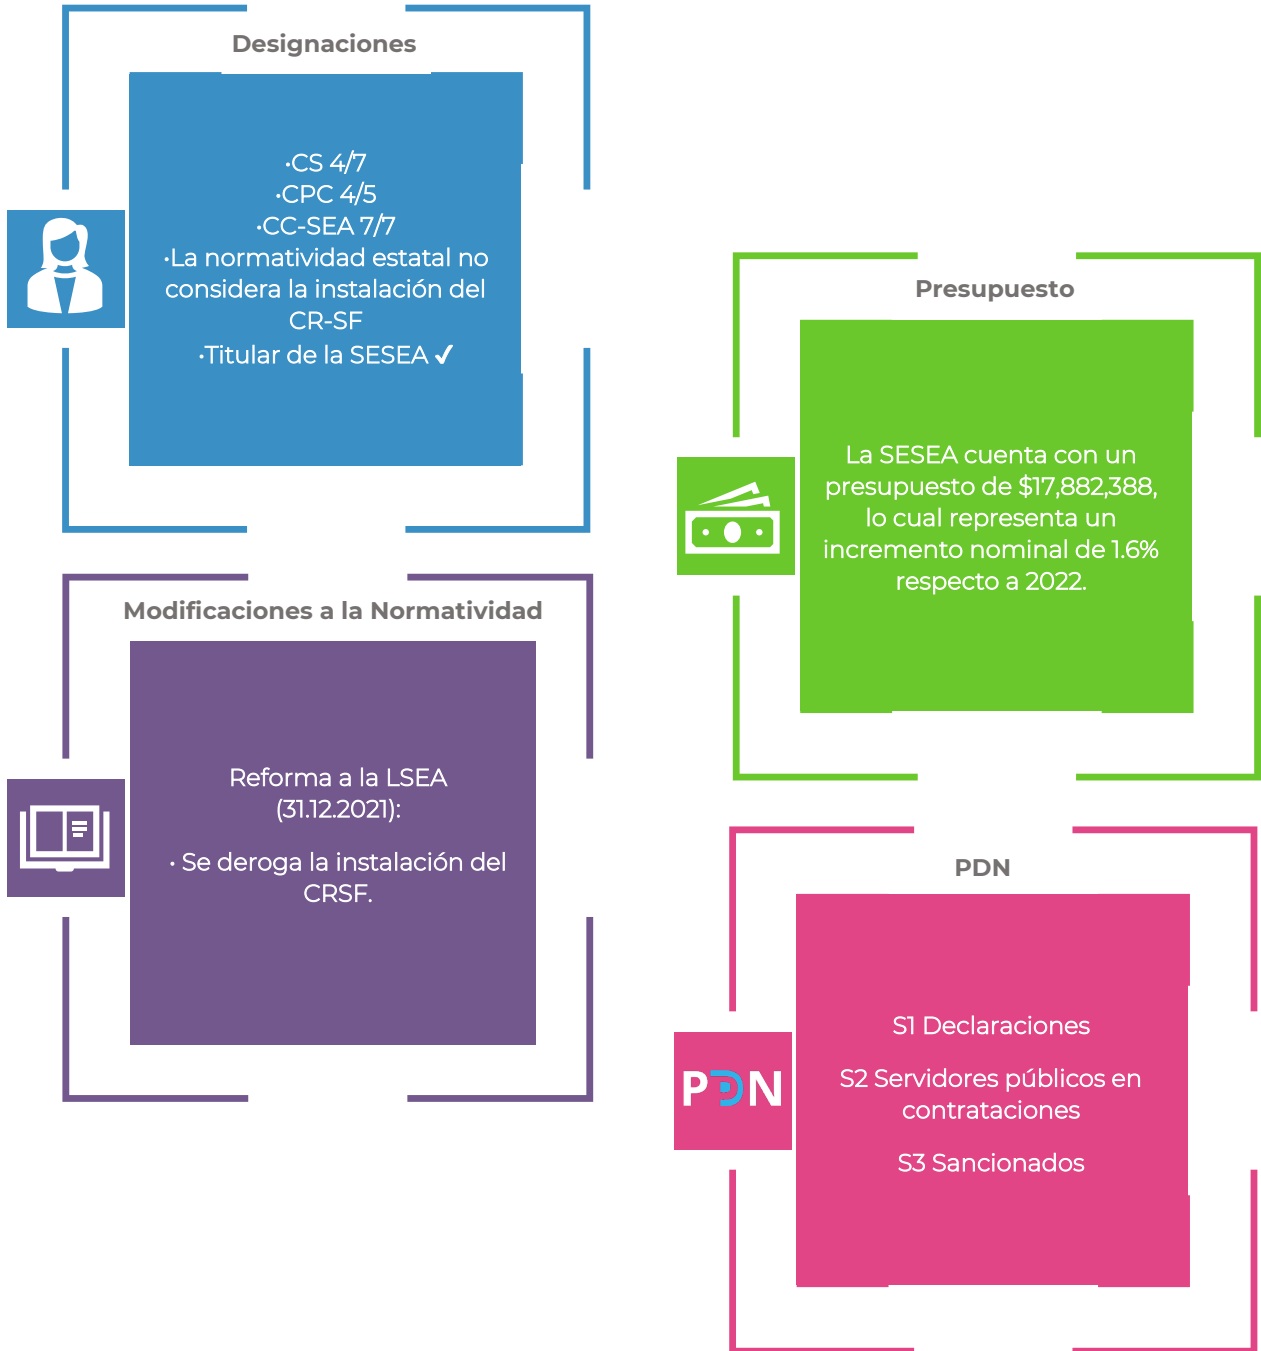 Designaciones
•CS 4/7
•CPC 4/5
•CC-SEA 7/7
•La normatividad estatal no
considera la instalación del
CR-SF
•Titular de la SESEA ✔
Presupuesto
La SESEA cuenta con un
presupuesto de $17,882,388,
lo cual representa un
incremento nominal de 1.6%
respecto a 2022.
Modificaciones a la Normatividad
Reforma a la LSEA
(31.12.2021):
• Se deroga la instalación del
CRSF.
PDN
PDN
S1 Declaraciones
S2 Servidores públicos en
contrataciones
S3 Sancionados